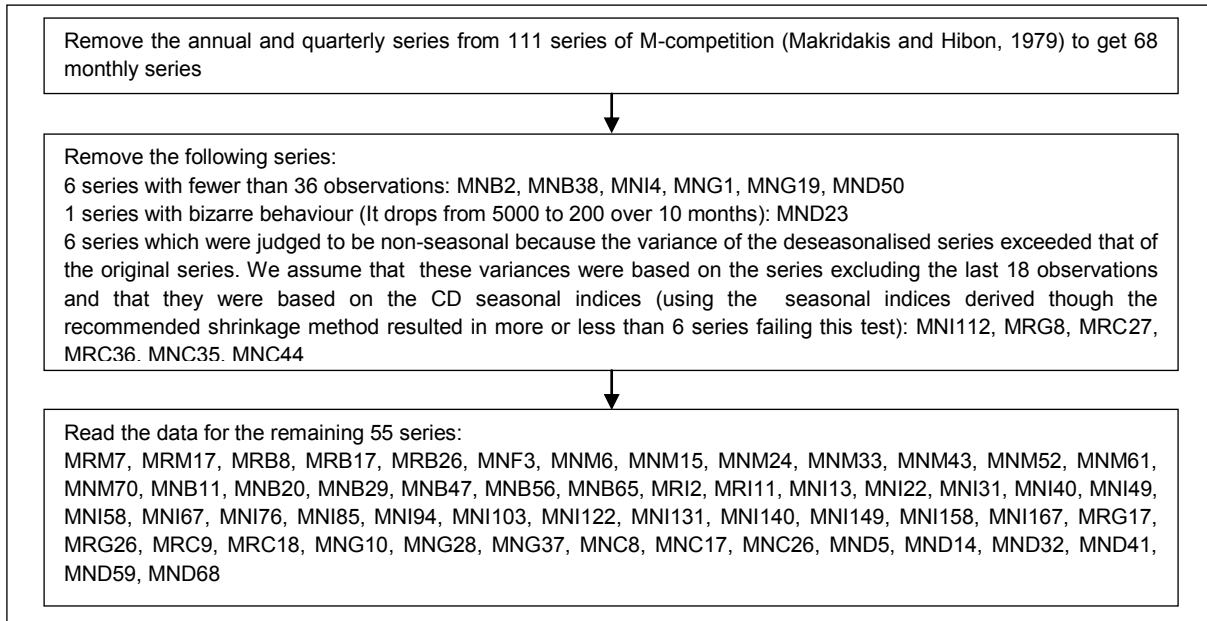 Remove the annual and quarterly series from 111 series of M-competition (Makridakis and Hibon, 1979) to get 68
monthly series
Remove the following series:
6 series with fewer than 36 observations: MNB2, MNB38, MNI4, MNG1, MNG19, MND50
1 series with bizarre behaviour (It drops from 5000 to 200 over 10 months): MND23
6 series which were judged to be non-seasonal because the variance of the deseasonalised series exceeded that of
the original series. We assume that these variances were based on the series excluding the last 18 observations
and that they were based on the CD seasonal indices (using the seasonal indices derived though the
recommended shrinkage method resulted in more or less than 6 series failing this test): MNI112, MRG8, MRC27,
MRC36, MNC35, MNC44
Read the data for the remaining 55 series:
MRM7, MRM17, MRB8, MRB17, MRB26, MNF3, MNM6, MNM15, MNM24, MNM33, MNM43, MNM52, MNM61,
MNM70, MNB11, MNB20, MNB29, MNB47, MNB56, MNB65, MRI2, MRI11, MNI13, MNI22, MNI31, MNI40, MNI49,
MNI58, MNI67, MNI76, MNI85, MNI94, MNI103, MNI122, MNI131, MNI140, MNI149, MNI158, MNI167, MRG17,
MRG26, MRC9, MRC18, MNG10, MNG28, MNG37, MNC8, MNC17, MNC26, MND5, MND14, MND32, MND41,
MND59, MND68